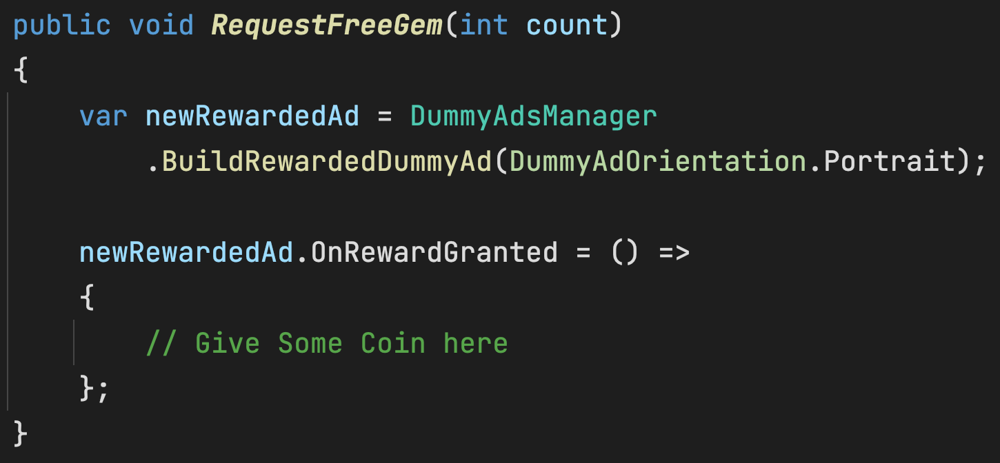 public void RequestFreeGem(int count)
{
    var newRewardedAd = DummyAdsManager
        .BuildRewardedDummyAd(DummyAdOrientation.Portrait);
    newRewardedAd.OnRewardGranted = () =>
    {
        // Give Some Coin here
    };
}